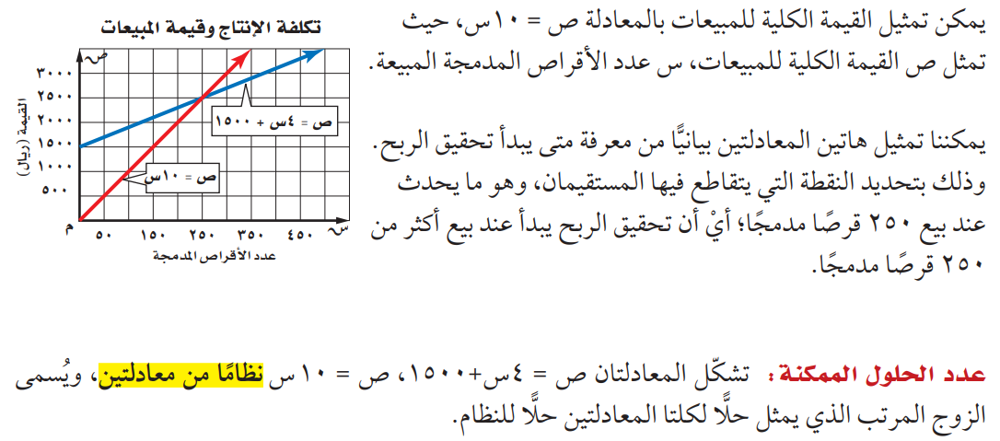 يمكن تمثيل القيمة الكلية للمبيعات بالمعادلة ص = ١٠س، حيث
تمثل ص القيمة الكلية للمبيعات، س عدد الأقراص المدمجة المبيعة.
يمكننا تمثيل هاتين المعادلتين بيانيًّا من معرفة متى يبدأ تحقيق الربح.
وذلك بتحديد النقطة التي يتقاطع فيها المستقيمان، وهو ما يحدث
عند بيع ٢٥٠ قرصًا مدمجًا؛ أيْ أن تحقيق الربح يبدأ عند بيع أكثر من
٢٥٠ قرصًا مدمجًا.
تكلفة الإنتاج وقيمة المبيعات
ص
٣٠٠٠
٢٥٠٠
٢٠٠٠
١٥٠٠
١٠٠٠
٥٠٠
القيمة (ريال)
ص = ٤س + ١٥٠٠
ص = ١٠س
م
٥٠ ١٥٠ ٢٥٠ ٣٥٠ ٤٥٠ س
عدد الأقراص المدمجة
عدد الحلول الممكنة: تشكّل المعادلتان ص = ٤س+١٥٠٠، ص = ١٠س نظامًا من معادلتين، ويُسمى
الزوج المرتب الذي يمثل حلًّا لكلتا المعادلتين حلًّا للنظام.